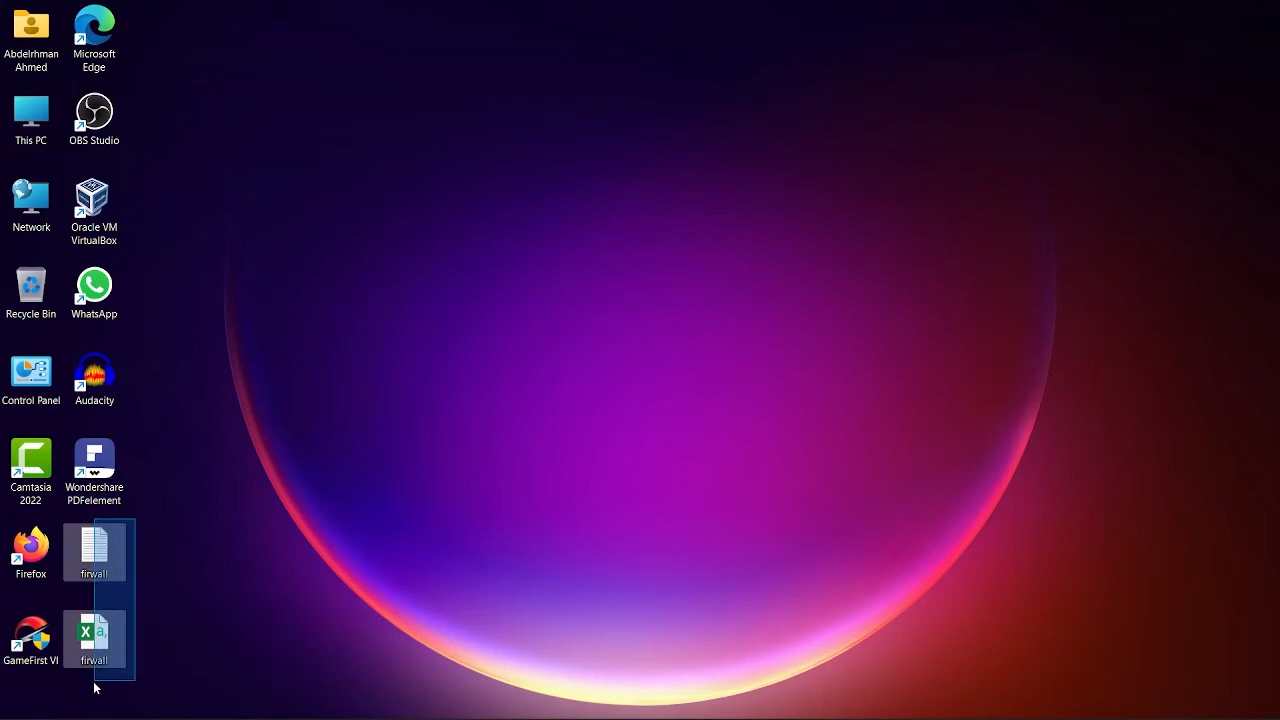 Abdelrhman
Ahmed
Microsoft
Edge
This PC
OBS Studio
Network
Oracle VM
VirtualBox
Recycle Bin
WhatsApp
Control Panel
Audacity
Camtasia
2022
Wondershare
PDFelement
Firefox
firwall
GameFirst VI
firwall